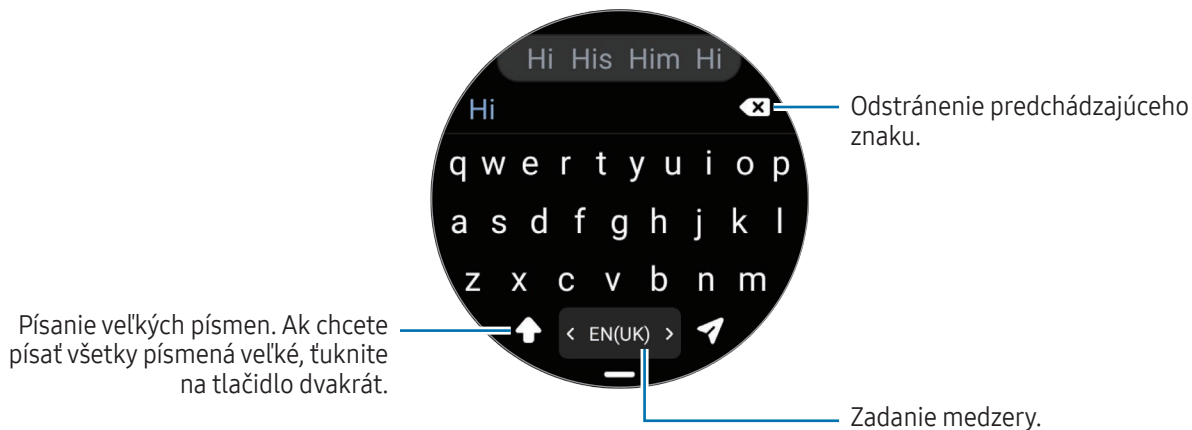 Hi His Him Hi
Hi
Odstránenie predchádzajúceho
znaku.
q w e r t y u i o p
a s d f g h j k l
z x c v b n m
Písanie veľkých písmen. Ak chcete
písať všetky písmená veľké, ťuknite
na tlačidlo dvakrát.
< EN(UK) >
Zadanie medzery.